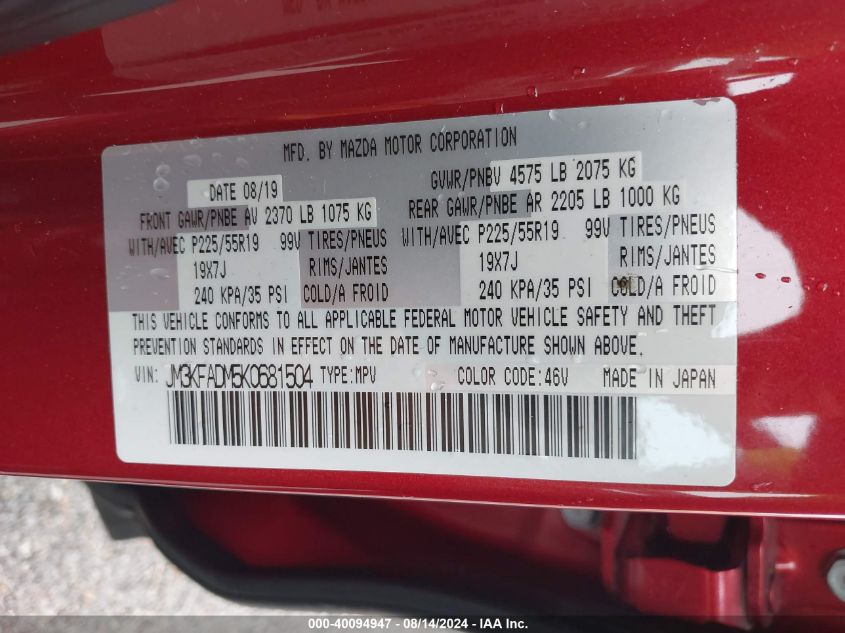 MFD. BY MAZDA MOTOR CORPORATION
DATE 08/19 GVWR/PNBV 4575 LB 2075 KG
FRONT GAWR/PNBE AV 2370 LB 1075 KG REAR GAWR/PNBE AR 2205 LB 1000 KG
WITH/AVEC P225/55R19 99V TIRES/PNEUS WITH/AVEC P225/55R19 99V TIRES/PNEUS
19X7J RIMS/JANTES 19X7J RIMS/JANTES
240 KPA/35 PSI COLD/A FROID 240 KPA/35 PSI COLD/A FROID
THIS VEHICLE CONFORMS TO ALL APPLICABLE FEDERAL MOTOR VEHICLE SAFETY AND THEFT
PREVENTION STANDARDS IN EFFECT ON THE DATE OF MANUFACTURE SHOWN ABOVE.
VIN: JM3KFADM5K0681504 TYPE:MPV COLOR CODE:46V MADE IN JAPAN
000-40094947 - 08/14/2024 - IAA Inc.